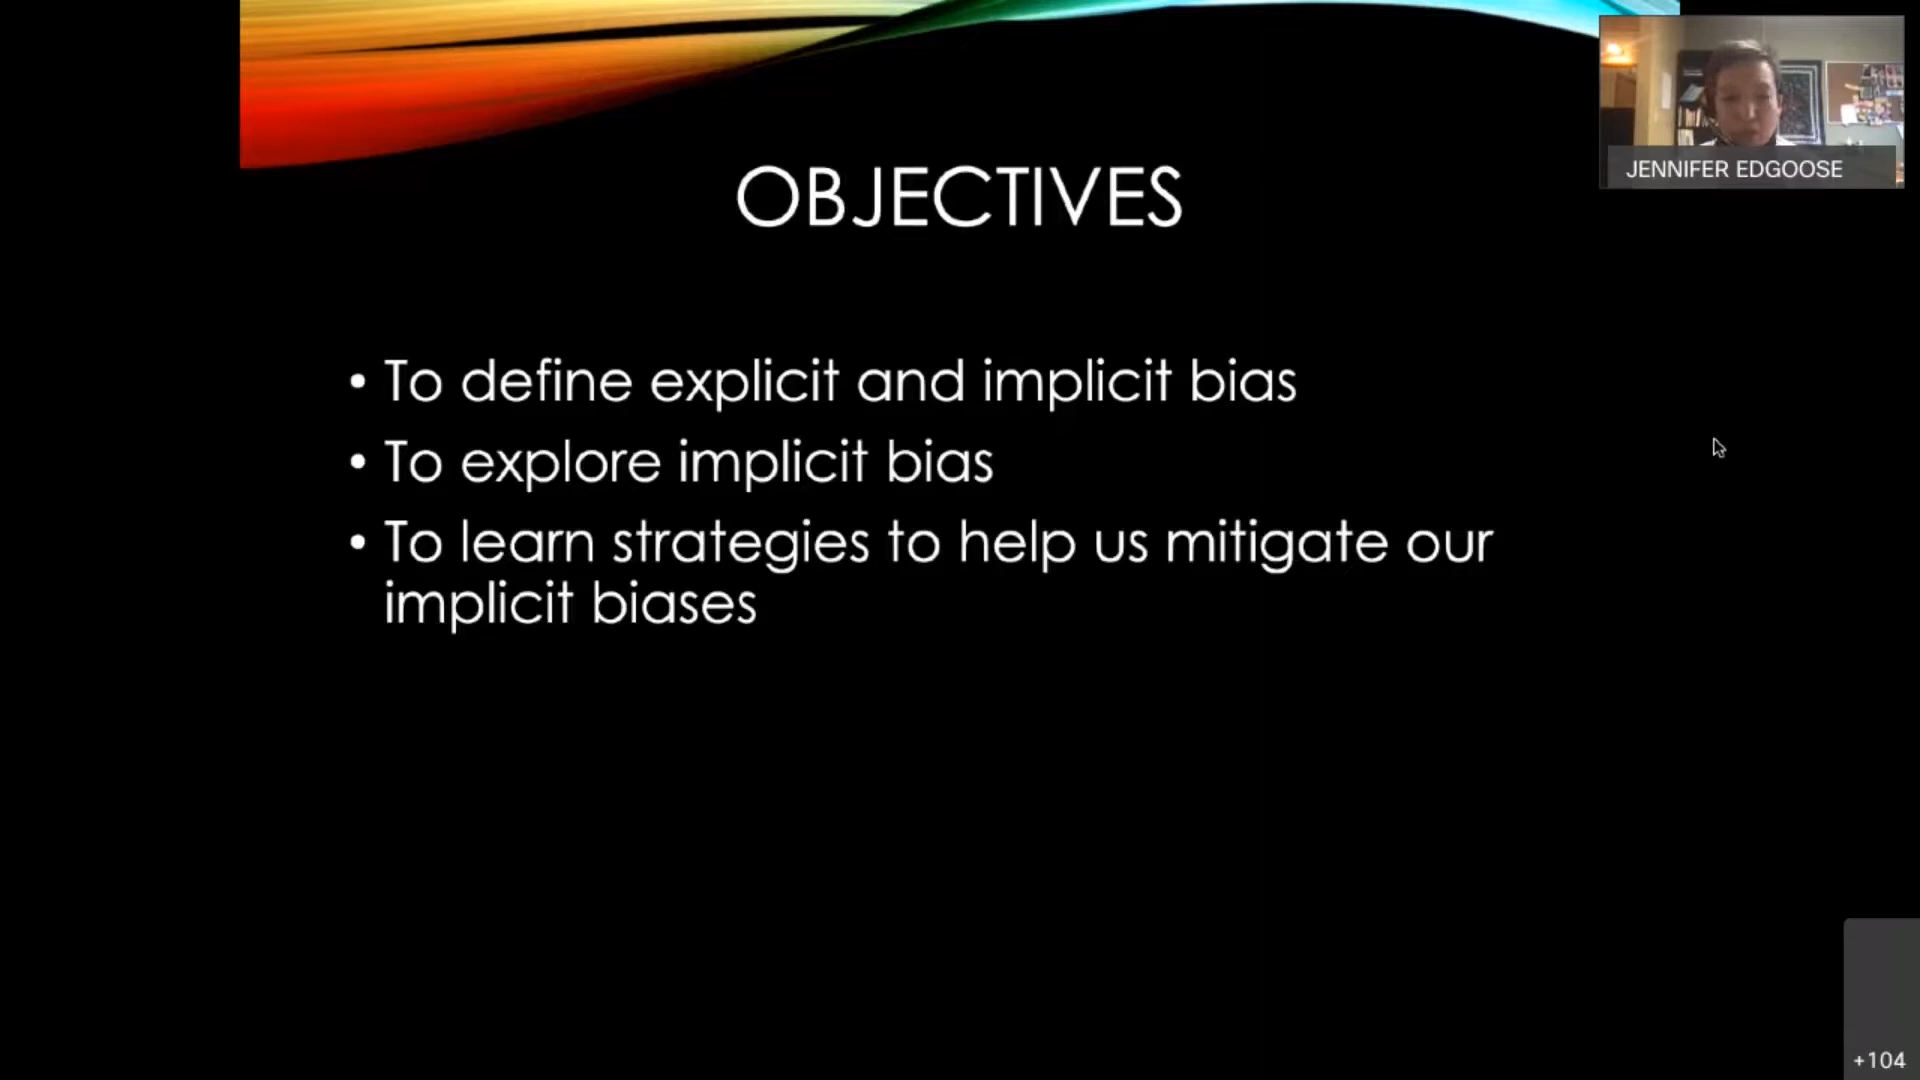 JENNIFER EDGOOSE
OBJECTIVES
• To define explicit and implicit bias
• To explore implicit bias
• To learn strategies to help us mitigate our
implicit biases
+104